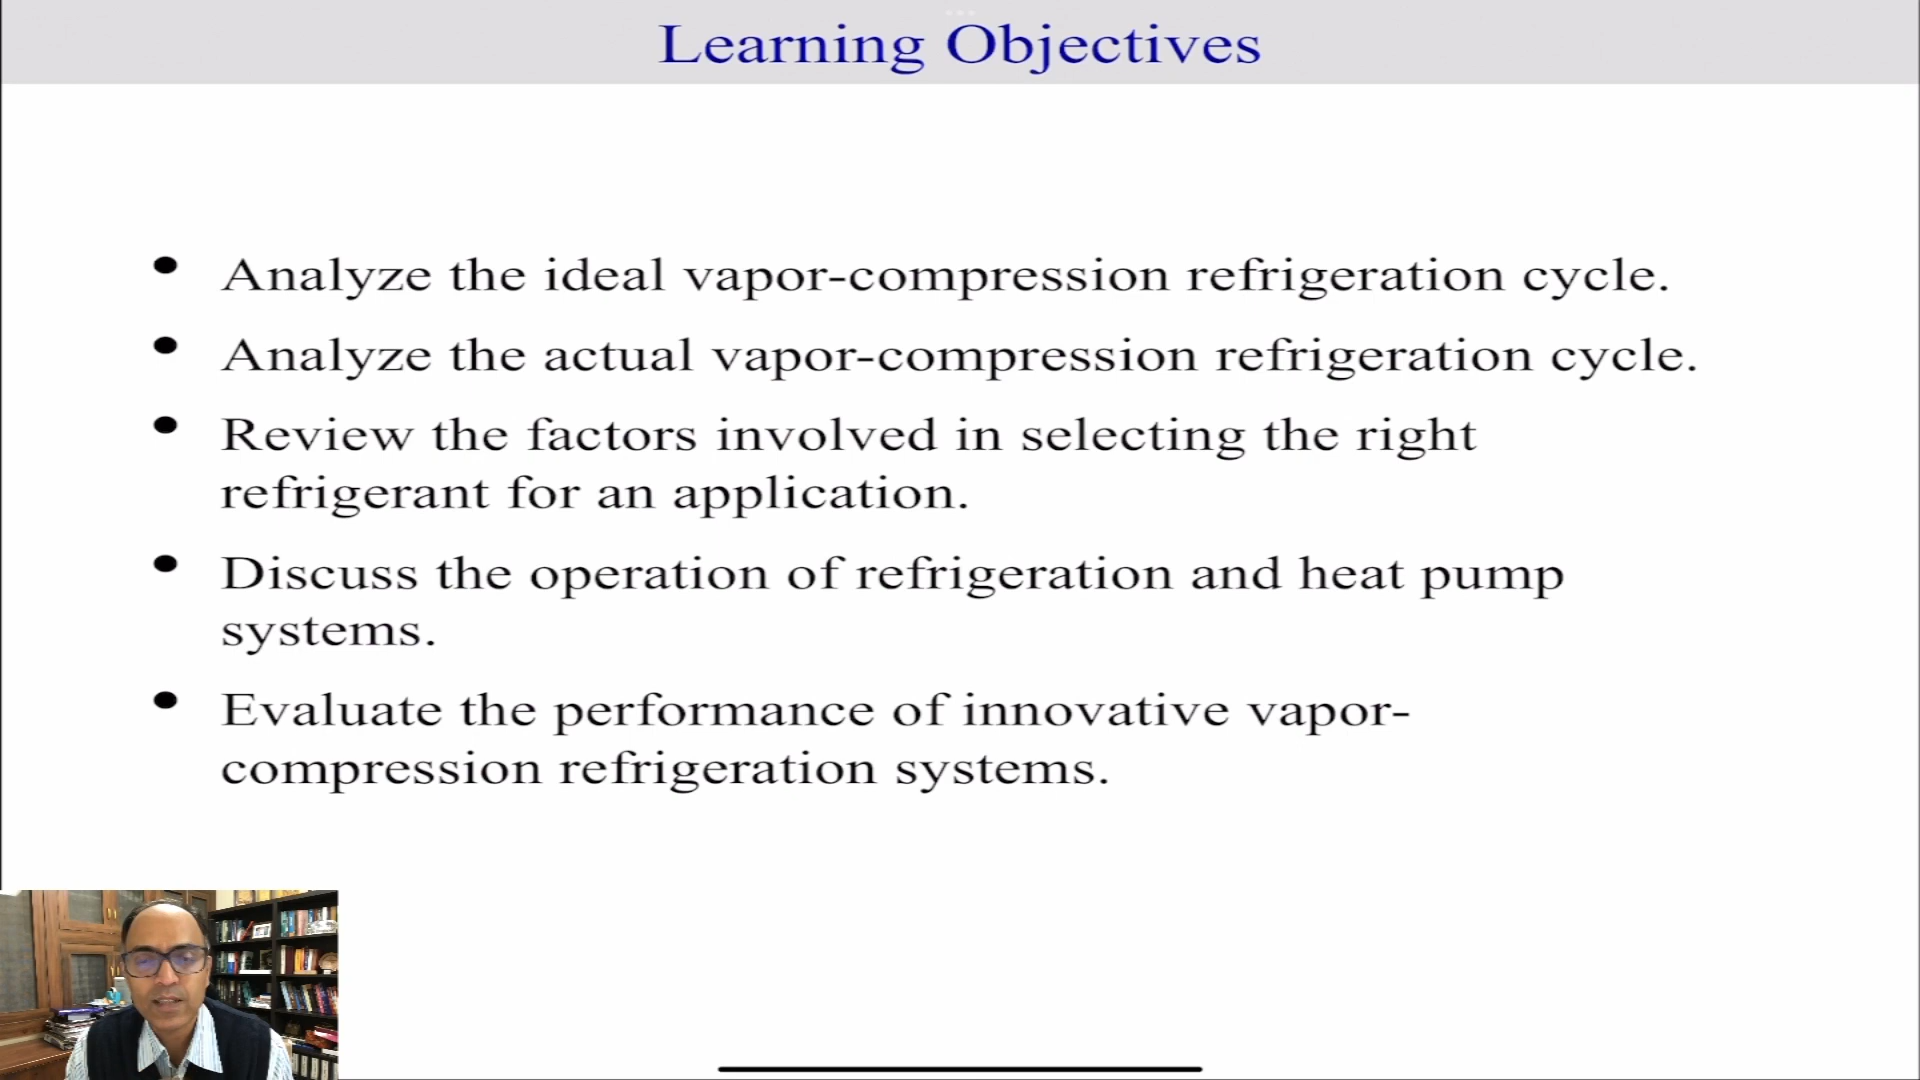 Learning Objectives
• Analyze the ideal vapor-compression refrigeration cycle.
• Analyze the actual vapor-compression refrigeration cycle.
• Review the factors involved in selecting the right
refrigerant for an application.
• Discuss the operation of refrigeration and heat pump
systems.
• Evaluate the performance of innovative vapor-
compression refrigeration systems.